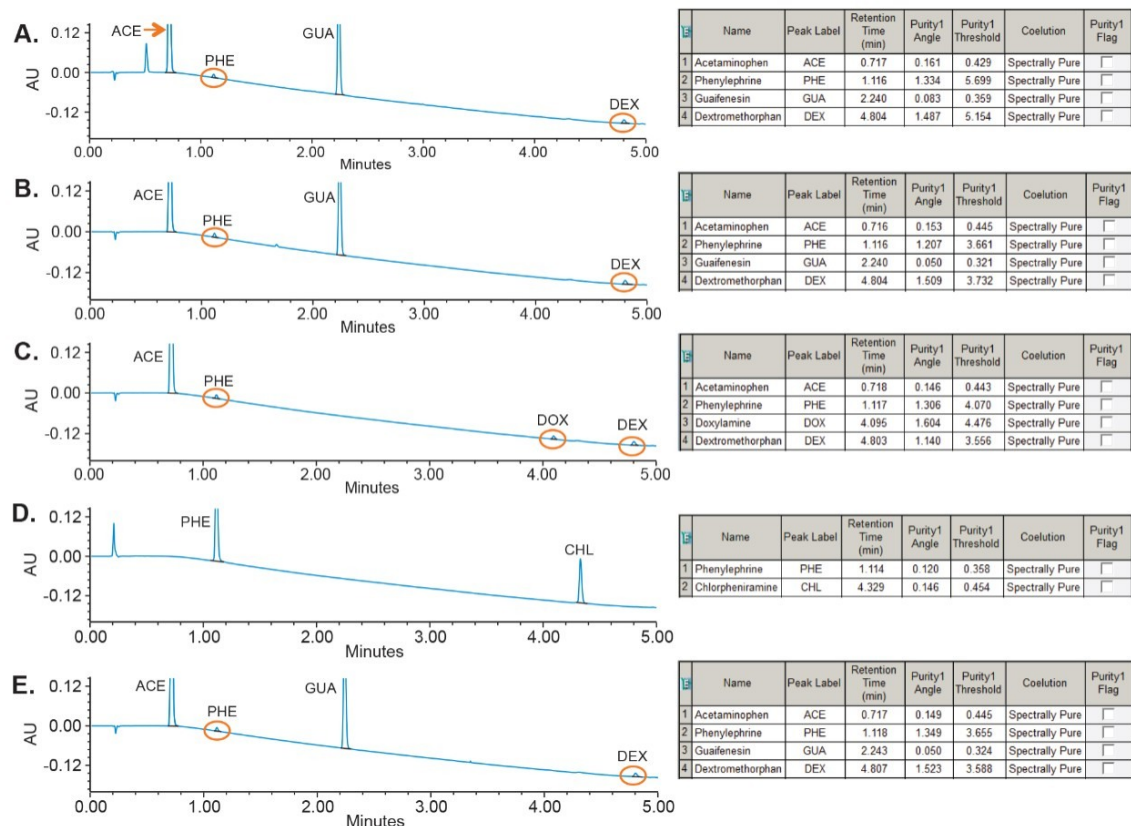 A.
ACE
PHE
GUA
DEX
0.12
0.00
-0.12
AU
0.00 1.00 2.00 3.00 4.00 5.00
Minutes
Name Peak Label Retention Time (min) Purity1 Angle Purity1 Threshold Coelution Purity1 Flag
1 Acetaminophen ACE 0.717 0.161 0.429 Spectrally Pure
2 Phenylephrine PHE 1.116 1.334 5.699 Spectrally Pure
3 Guaifenesin GUA 2.240 0.083 0.359 Spectrally Pure
4 Dextromethorphan DEX 4.804 1.487 5.154 Spectrally Pure
B.
ACE
PHE
GUA
DEX
0.12
0.00
-0.12
AU
0.00 1.00 2.00 3.00 4.00 5.00
Minutes
Name Peak Label Retention Time (min) Purity1 Angle Purity1 Threshold Coelution Purity1 Flag
1 Acetaminophen ACE 0.716 0.153 0.445 Spectrally Pure
2 Phenylephrine PHE 1.116 1.207 3.661 Spectrally Pure
3 Guaifenesin GUA 2.240 0.050 0.321 Spectrally Pure
4 Dextromethorphan DEX 4.804 1.509 3.732 Spectrally Pure
C.
ACE
PHE
DOX
DEX
0.12
0.00
-0.12
AU
0.00 1.00 2.00 3.00 4.00 5.00
Minutes
Name Peak Label Retention Time (min) Purity1 Angle Purity1 Threshold Coelution Purity1 Flag
1 Acetaminophen ACE 0.718 0.146 0.443 Spectrally Pure
2 Phenylephrine PHE 1.117 1.306 4.070 Spectrally Pure
3 Doxylamine DOX 4.095 1.604 4.476 Spectrally Pure
4 Dextromethorphan DEX 4.803 1.140 3.556 Spectrally Pure
D.
PHE
CHL
0.12
0.00
-0.12
AU
0.00 1.00 2.00 3.00 4.00 5.00
Minutes
Name Peak Label Retention Time (min) Purity1 Angle Purity1 Threshold Coelution Purity1 Flag
1 Phenylephrine PHE 1.114 0.120 0.358 Spectrally Pure
2 Chlorpheniramine CHL 4.329 0.146 0.454 Spectrally Pure
E.
ACE
PHE
GUA
DEX
0.12
0.00
-0.12
AU
0.00 1.00 2.00 3.00 4.00 5.00
Minutes
Name Peak Label Retention Time (min) Purity1 Angle Purity1 Threshold Coelution Purity1 Flag
1 Acetaminophen ACE 0.717 0.149 0.445 Spectrally Pure
2 Phenylephrine PHE 1.118 1.349 3.655 Spectrally Pure
3 Guaifenesin GUA 2.243 0.050 0.324 Spectrally Pure
4 Dextromethorphan DEX 4.807 1.523 3.588 Spectrally Pure